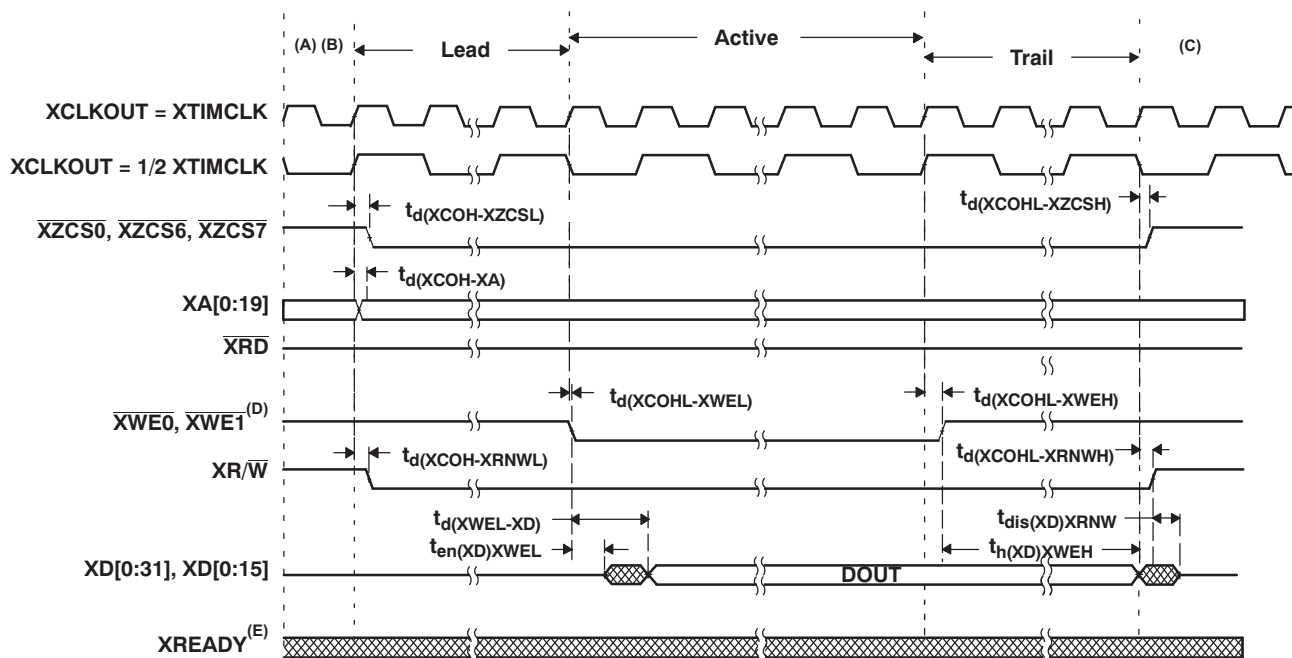 (A) (B)
Lead
Active
Trail
(C)
XCLKOUT = XTIMCLK
XCLKOUT = 1/2 XTIMCLK
td(XCOH-XZCSL)
td(XCOHL-XZCSH)
XZCS0, XZCS6, XZCS7
td(XCOH-XA)
XA[0:19]
XRD
td(XCOHL-XWEL)
td(XCOHL-XWEH)
XWE0, XWE1(D)
td(XCOH-XRNWL)
td(XCOHL-XRNWH)
XR/W
td(XWEL-XD)
tdis(XD)XRNW
ten(XD)XWEL
th(XD)XWEH
XD[0:31], XD[0:15]
DOUT
XREADY(E)